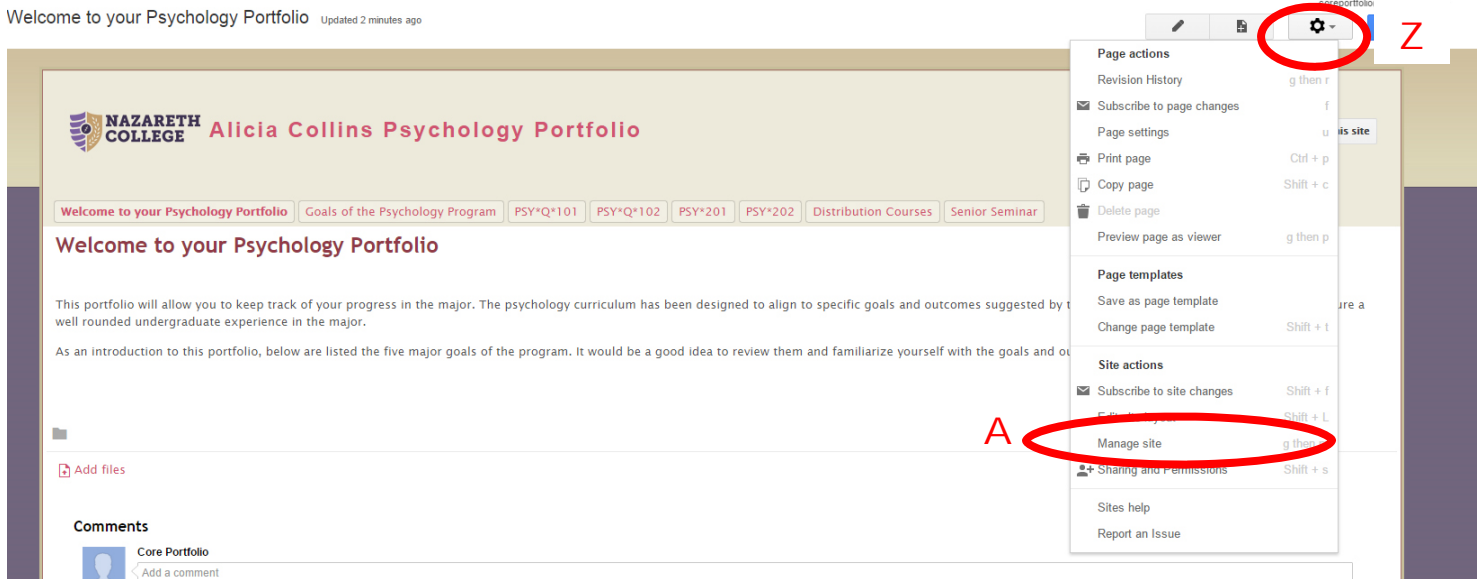 Welcome to your Psychology Portfolio Updated 2 minutes ago
Z
NAZARETH
COLLEGE
Alicia Collins Psychology Portfolio
Welcome to your Psychology Portfolio Goals of the Psychology Program PSY*Q*101 PSY*Q*102 PSY*201 PSY*202 Distribution Courses Senior Seminar
Welcome to your Psychology Portfolio
This portfolio will allow you to keep track of your progress in the major. The psychology curriculum has been designed to align to specific goals and outcomes suggested by
well rounded undergraduate experience in the major.
As an introduction to this portfolio, below are listed the five major goals of the program. It would be a good idea to review them and familiarize yourself with the goals and
Add files
Comments
Core Portfolio
Add a comment
Page actions
Revision History g then r
Subscribe to page changes f
Page settings u
site
Print page Ctrl + p
Copy page Shift + c
Delete page
Preview page as viewer g then p
Page templates
Save as page template
a
Change page template Shift + t
Site actions
Subscribe to site changes Shift + f
Shift + L
A
Manage site g then
Sharing and Permissions Shift + s
Sites help
Report an Issue